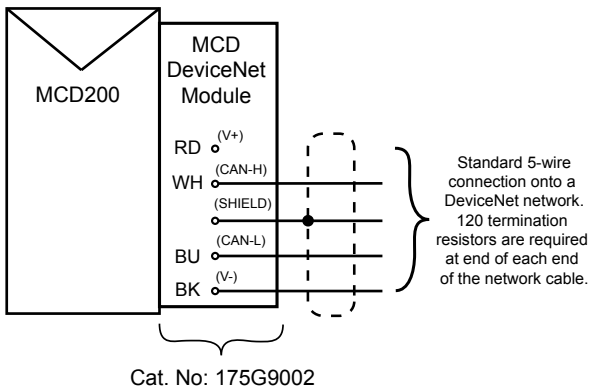 MCD200
MCD
DeviceNet
Module
RD (V+)
WH (CAN-H)
(SHIELD)
BU (CAN-L)
BK (V-)
Standard 5-wire
connection onto a
DeviceNet network.
120 termination
resistors are required
at end of each end
of the network cable.
Cat. No: 175G9002